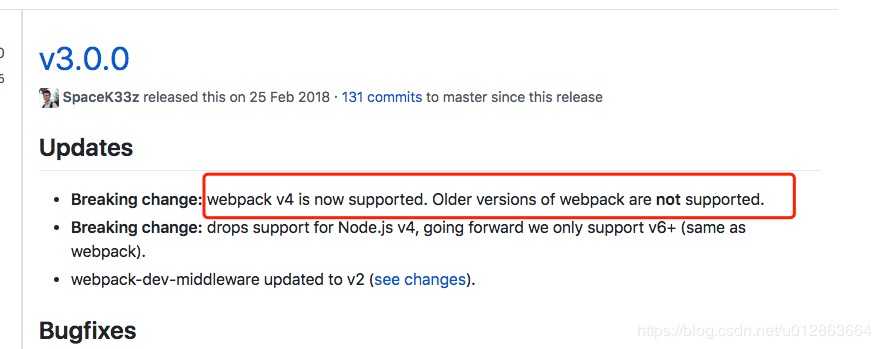 0
6
v3.0.0
SpaceK33z released this on 25 Feb 2018 · 131 commits to master since this release
Updates
• Breaking change: webpack v4 is now supported. Older versions of webpack are not supported.
• Breaking change: drops support for Node.js v4, going forward we only support v6+ (same as
webpack).
• webpack-dev-middleware updated to v2 (see changes).
Bugfixes
https://blog.csdn.net/u012863664